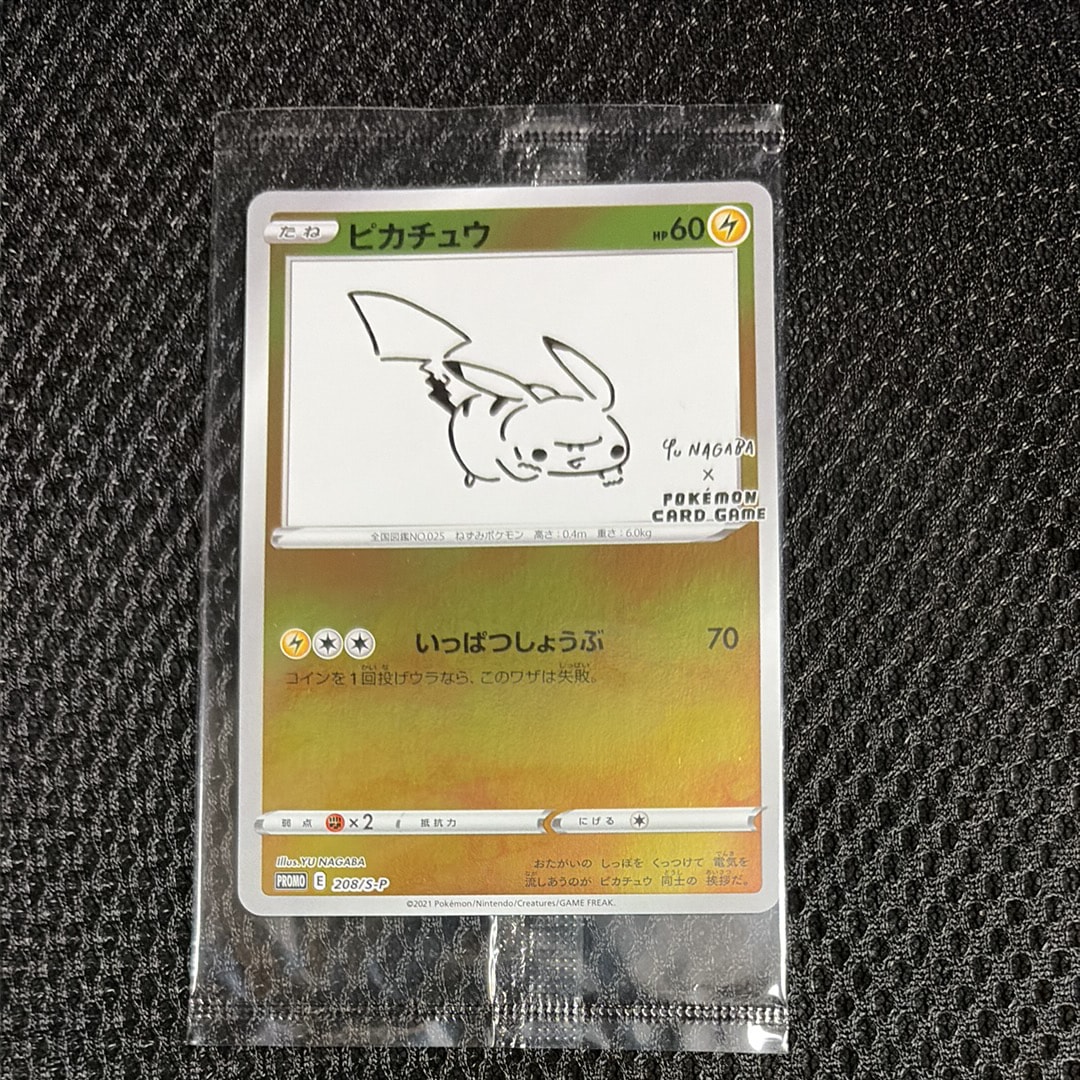 たね ピカチュウ HP60
Yu NAGABA
×
POKÉMON
CARD GAME
全国図鑑NO.025 ねずみポケモン 高さ:0.4m 重さ:6.0kg
いっぱつしょうぶ 70
コインを1回投げウラなら、このワザは失敗。
弱点 ×2 抵抗力 にげる
illus.YU NAGABA
おたがいの しっぽを くっつけて 電気を
流しあうのが ピカチュウ 同士の 挨拶だ。
PROMO E 208/S-P
©2021 Pokémon/Nintendo/Creatures/GAME FREAK.